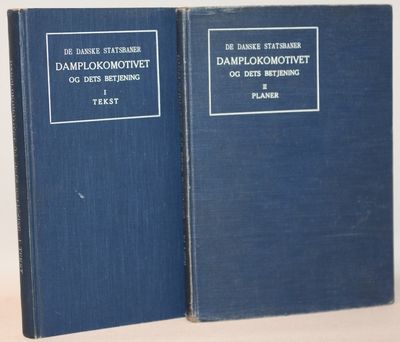 DE DANSKE STATSBANER
DAMPLOKOMOTIVET
OG DETS BETJENING
I
TEKST
DE DANSKE STATSBANER
DAMPLOKOMOTIVET
OG DETS BETJENING
II
PLANER